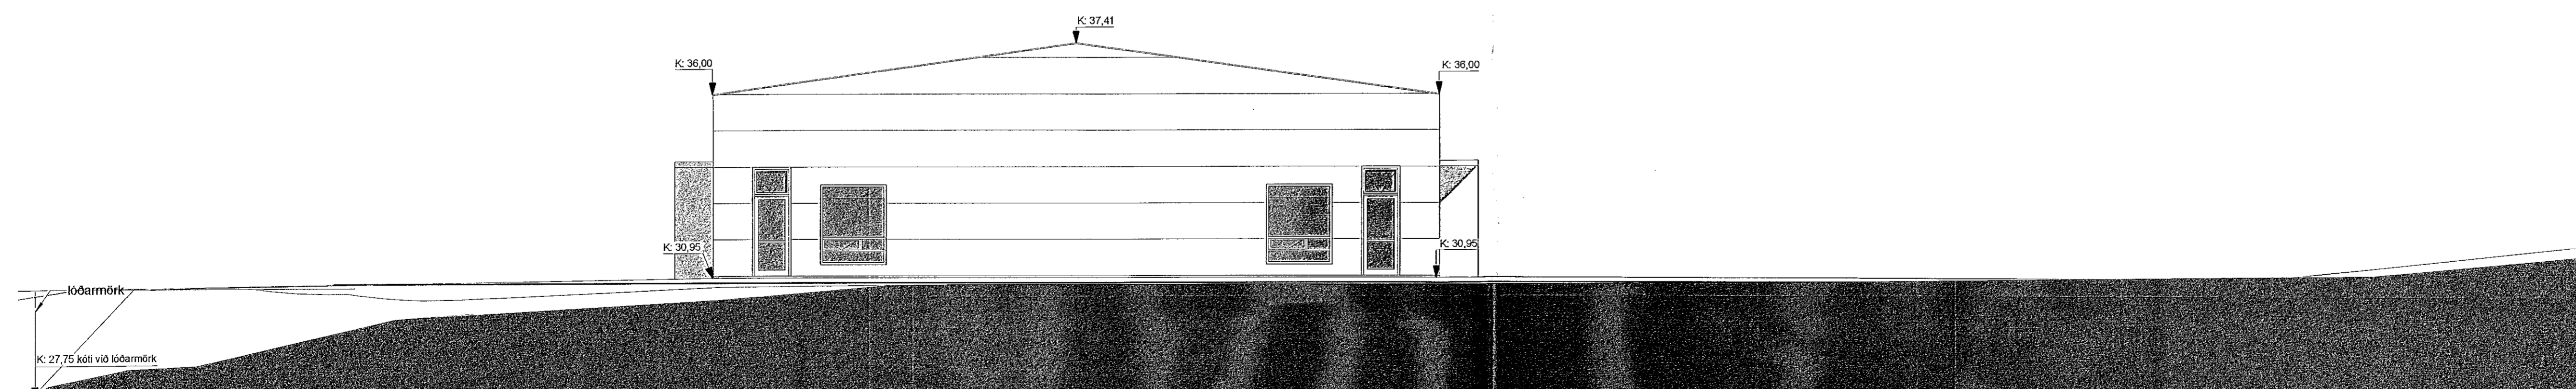 K: 37,41
K: 36,00
K: 36,00
K: 30,95
K: 30,95
lóðarmörk
K: 27,75 kóti við lóðarmörk